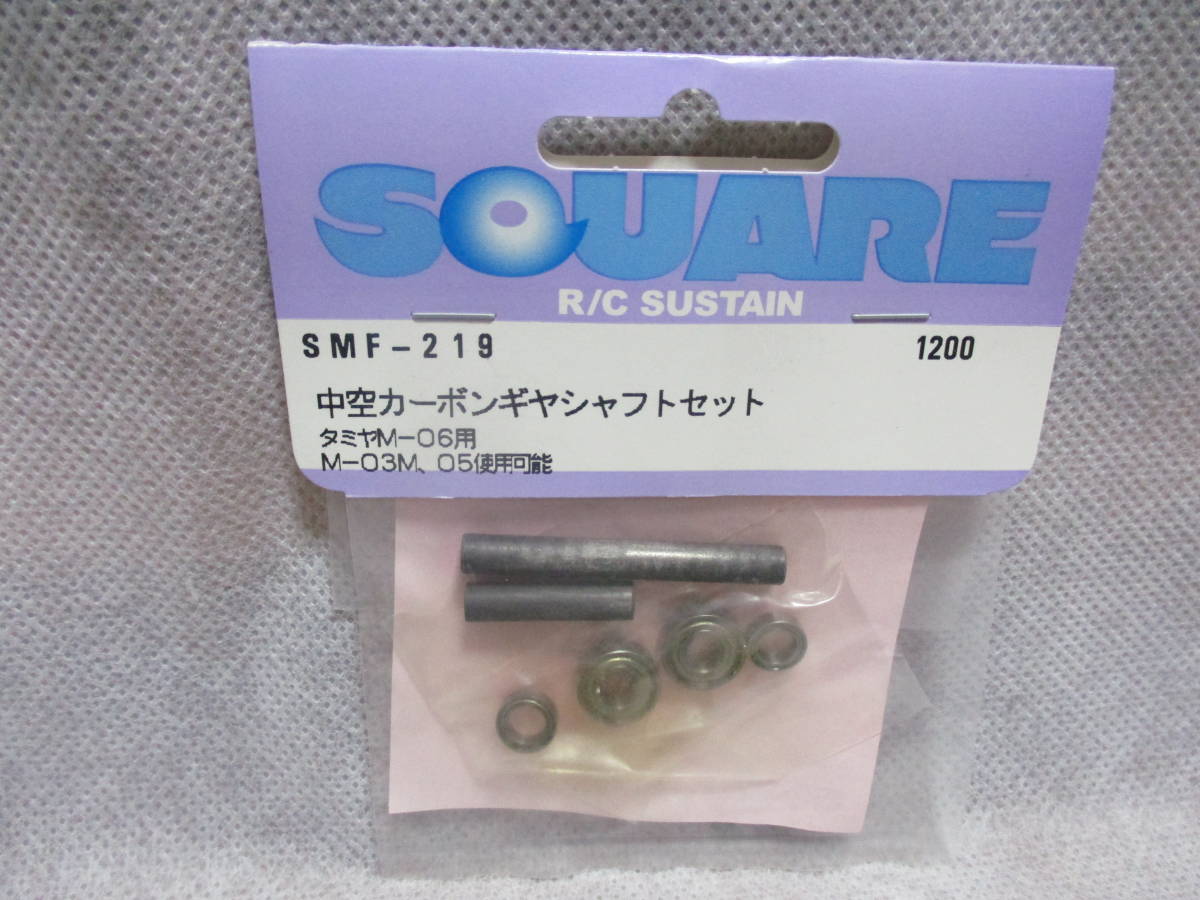 SQUARE
R/C SUSTAIN
SMF-219 1200
中空カーボンギヤシャフトセット
タミヤM-06用
M-03M、05使用可能